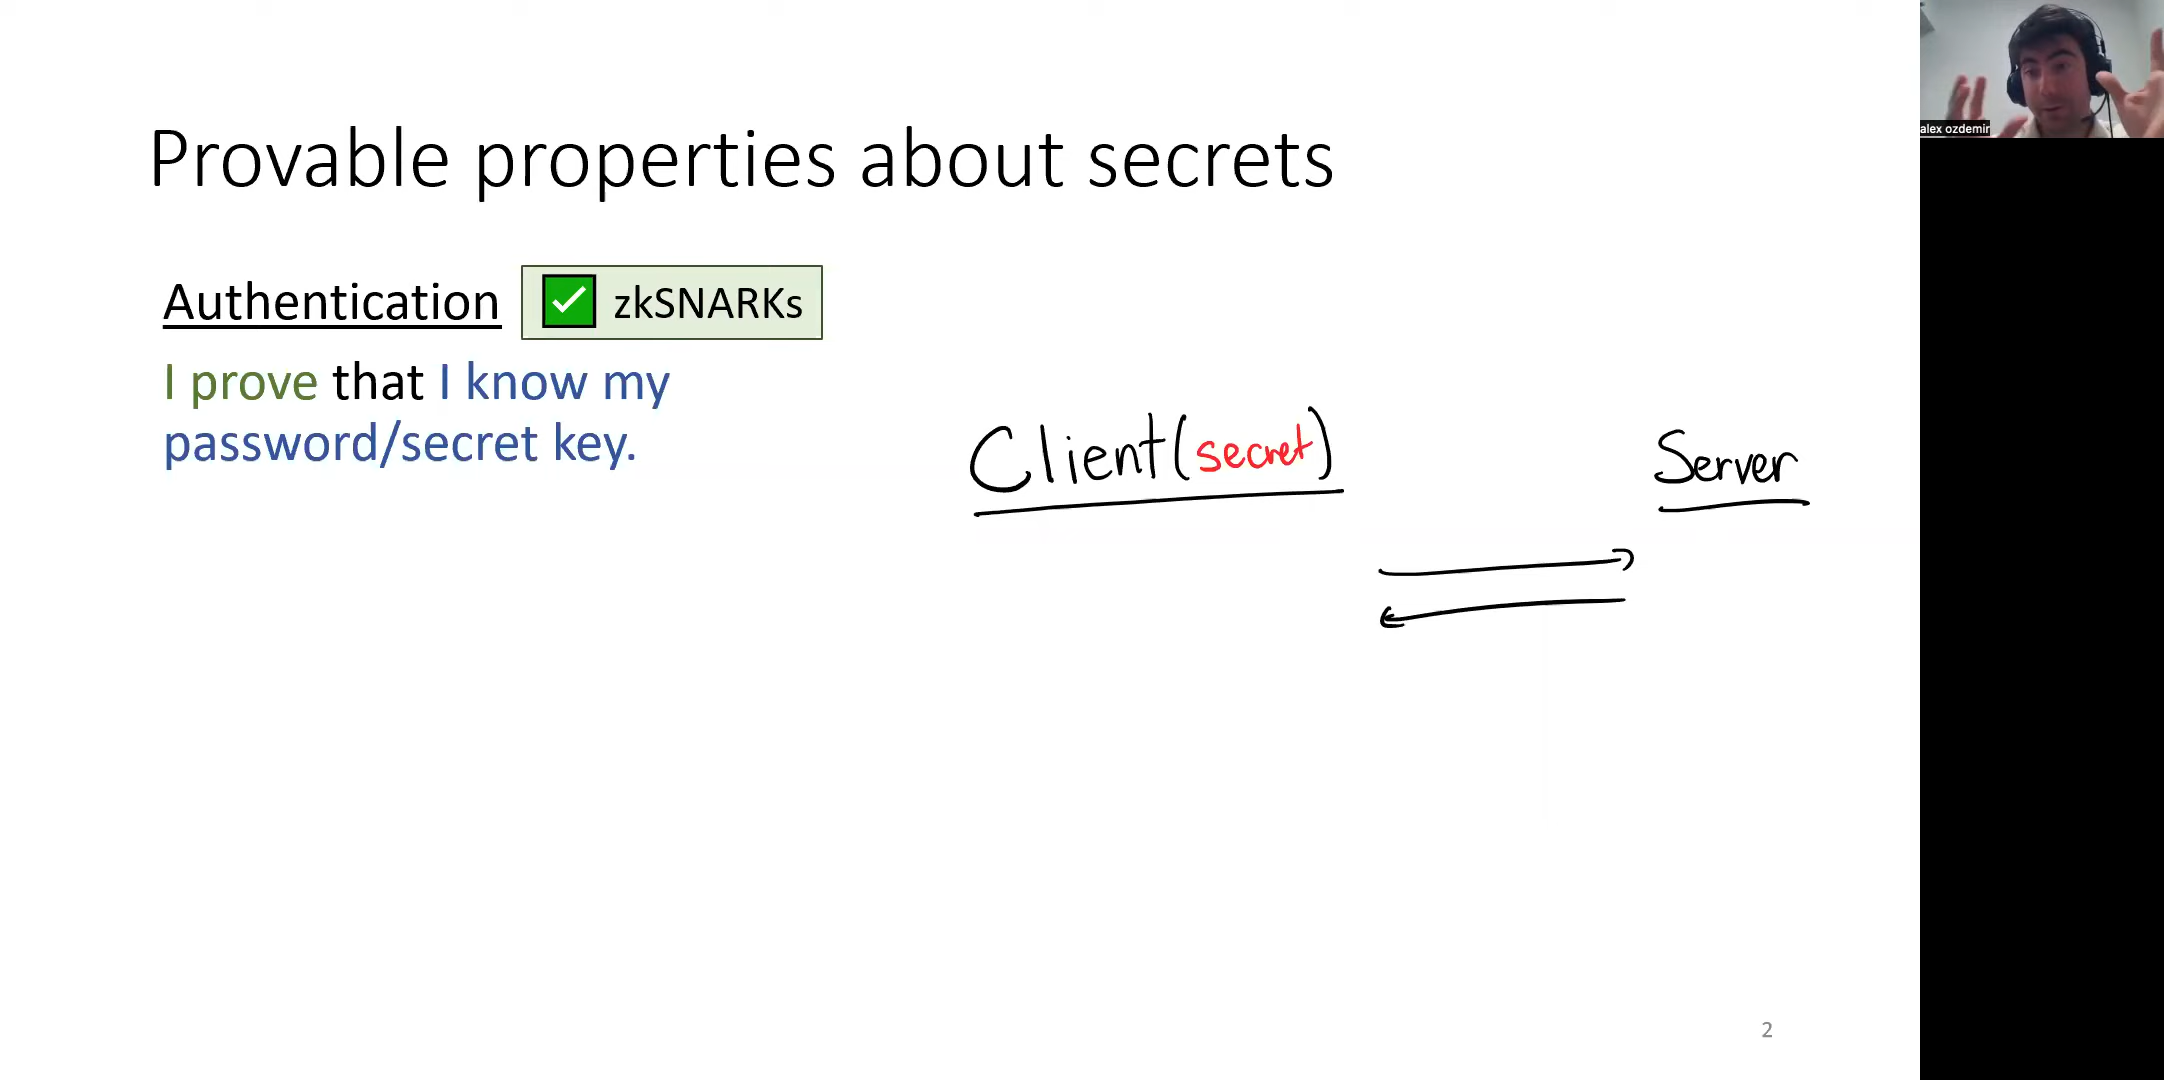 Provable properties about secrets
Authentication
zkSNARKs
I prove that I know my
password/secret key.
Client(secret)
Server
alex ozdemir
2